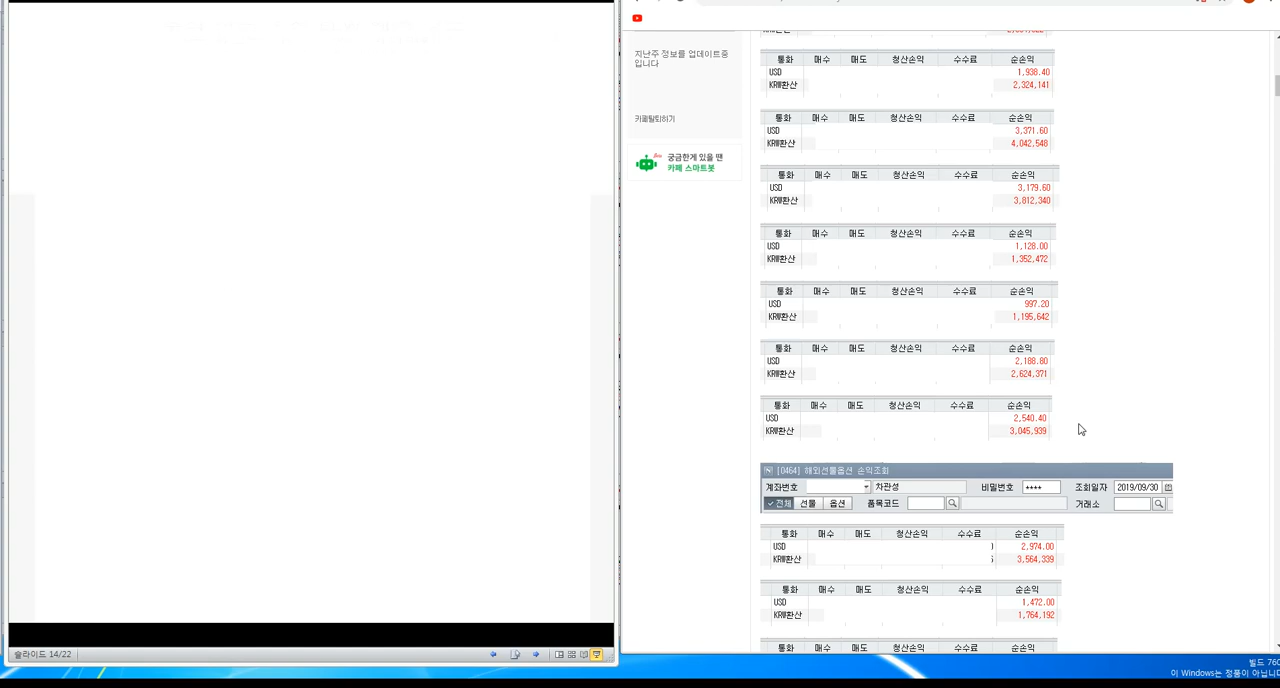 지난주 정보를 업데이트중
입니다
카페탈퇴하기
궁금한게 있을 땐
카페 스마트봇
통화 매수 매도 청산손익 수수료 순손익
USD 1,938.40
KRW환산 2,324,141
통화 매수 매도 청산손익 수수료 순손익
USD 3,371.60
KRW환산 4,042,548
통화 매수 매도 청산손익 수수료 순손익
USD 3,179.60
KRW환산 3,812,340
통화 매수 매도 청산손익 수수료 순손익
USD 1,128.00
KRW환산 1,352,472
통화 매수 매도 청산손익 수수료 순손익
USD 997.20
KRW환산 1,195,642
통화 매수 매도 청산손익 수수료 순손익
USD 2,188.80
KRW환산 2,624,371
통화 매수 매도 청산손익 수수료 순손익
USD 2,540.40
KRW환산 3,045,939
[0464] 해외선물옵션 손익조회
계좌번호 차관성 비밀번호 **** 조회일자 2019/09/30
전체 선물 옵션 품목코드 거래소
통화 매수 매도 청산손익 수수료 순손익
USD 2,974.00
KRW환산 3,564,339
통화 매수 매도 청산손익 수수료 순손익
USD 1,472.00
KRW환산 1,764,192
통화 매수 매도 청산손익 수수료 순손익
슬라이드 14/22
빌드 760
이 Windows는 정품이 아닙니다